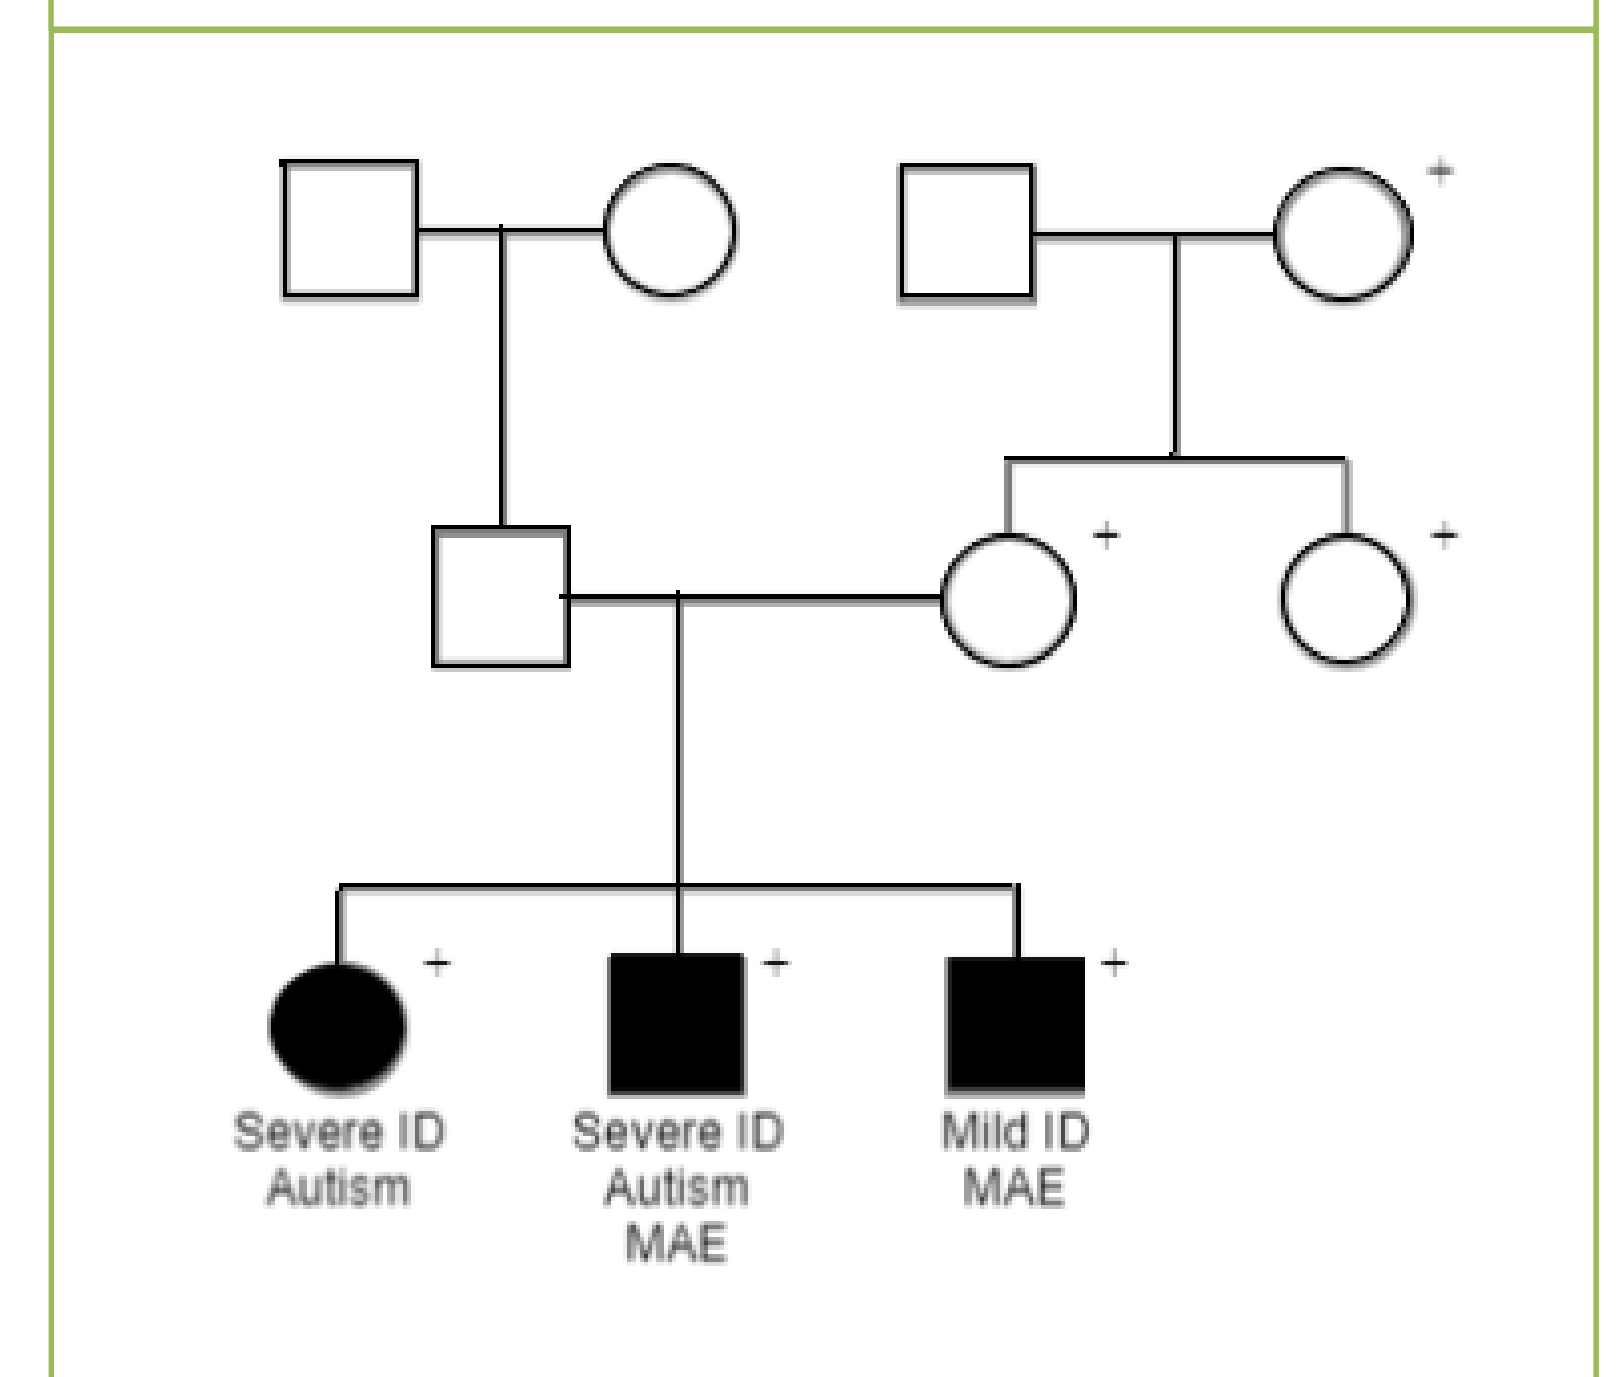 +
+ +
+ + +
Severe ID Severe ID Mild ID
Autism Autism MAE
MAE